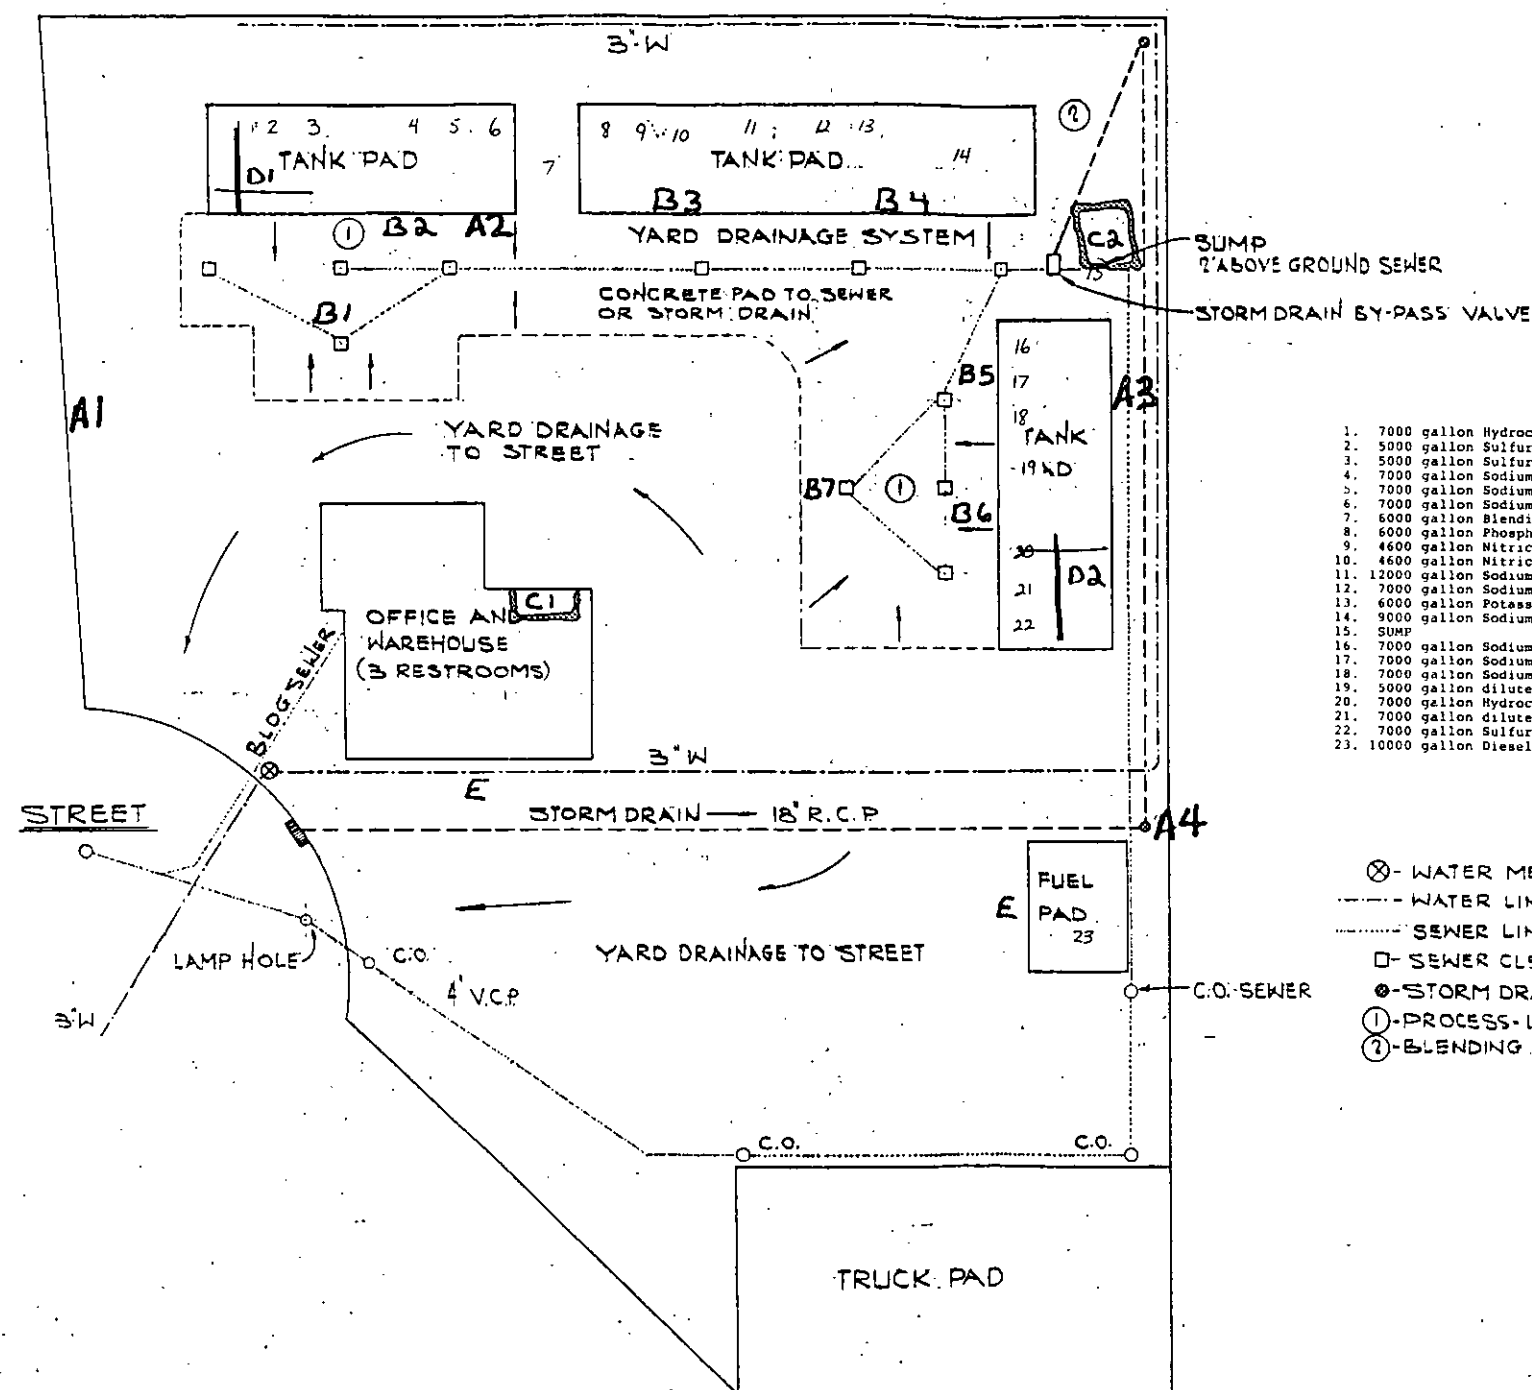 3"W
1 2 3 4 5 6
TANK PAD
D1
7
8 9 10 11 12 13
TANK PAD
14
2
1
B2 A2
B3 B4
YARD DRAINAGE SYSTEM
C2
15
SUMP
2' ABOVE GROUND SEWER
STORM DRAIN BY-PASS VALVE
CONCRETE PAD TO SEWER
OR STORM DRAIN
B1
A1
YARD DRAINAGE
TO STREET
B5
B7
1
B6
16
17
18
TANK
19
20
21
22
D2
A3
1. 7000 gallon Hydroc
2. 5000 gallon Sulfur
3. 5000 gallon Sulfur
4. 7000 gallon Sodium
5. 7000 gallon Sodium
6. 7000 gallon Sodium
7. 6000 gallon Blendi
8. 6000 gallon Phosph
9. 4600 gallon Nitric
10. 4600 gallon Nitric
11. 12000 gallon Sodium
12. 7000 gallon Sodium
13. 6000 gallon Potass
14. 9000 gallon Sodium
15. SUMP
16. 7000 gallon Sodium
17. 7000 gallon Sodium
18. 7000 gallon Sodium
19. 5000 gallon dilute
20. 7000 gallon Hydroc
21. 7000 gallon dilute
22. 7000 gallon Sulfur
23. 10000 gallon Diesel
C1
OFFICE AND
WAREHOUSE
(3 RESTROOMS)
BLDG SEWER
3"W
E
STORM DRAIN 18" R.C.P
A4
STREET
FUEL
PAD
23
E
LAMP HOLE
C.O.
4" V.C.P.
3"W
YARD DRAINAGE TO STREET
C.O. SEWER
⊗- WATER ME
- WATER LIN
- SEWER LIN
□- SEWER CLE
- STORM DRA
①-PROCESS-L
②-BLENDING
C.O.
C.O.
TRUCK PAD